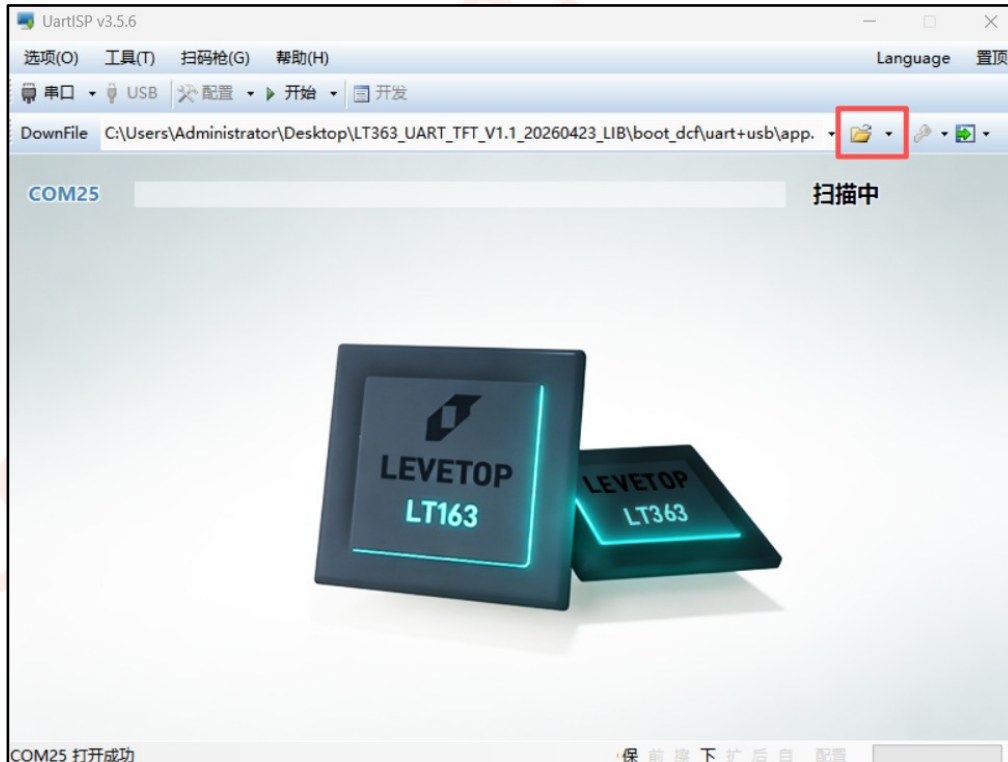 UartISP v3.5.6
选项(O) 工具(T) 扫码枪(G) 帮助(H) Language 置顶
串口 USB 配置 开始 开发
DownFile C:\Users\Administrator\Desktop\LT363_UART_TFT_V1.1_20260423_LIB\boot_dcf\uart+usb\app.
COM25 扫描中
LEVETOP
LT163
LEVETOP
LT363
COM25 打开成功 保 前 擦 下 扩 后 自 配置